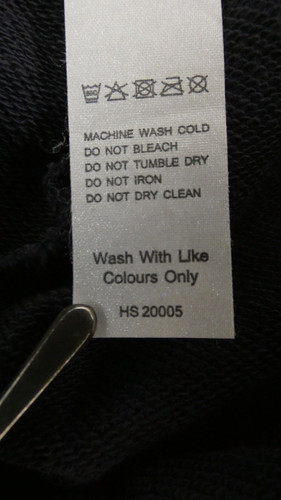 MACHINE WASH COLD
DO NOT BLEACH
DO NOT TUMBLE DRY
DO NOT IRON
DO NOT DRY CLEAN
Wash With Like
Colours Only
HS 20005